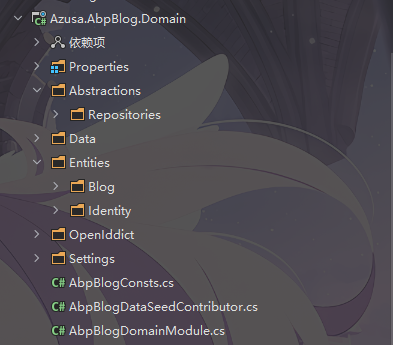 Azusa.AbpBlog.Domain
依赖项
Properties
Abstractions
Repositories
Data
Entities
Blog
Identity
OpenIddict
Settings
C# AbpBlogConsts.cs
C# AbpBlogDataSeedContributor.cs
C# AbpBlogDomainModule.cs